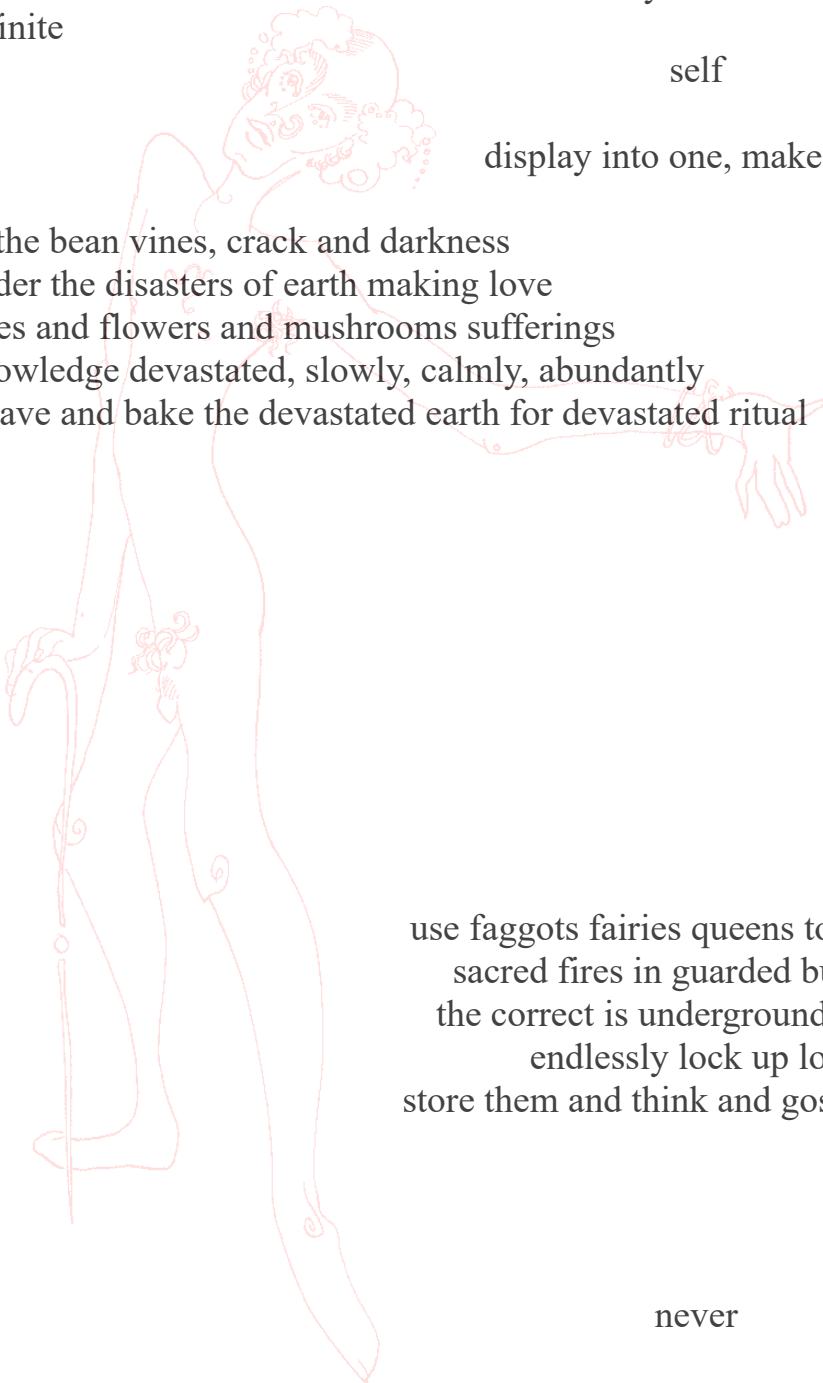 inite
self
display into one, make
the bean vines, crack and darkness
der the disasters of earth making love
es and flowers and mushrooms sufferings
owledge devastated, slowly, calmly, abundantly
ave and bake the devastated earth for devastated ritual
use faggots fairies queens to
sacred fires in guarded bu
the correct is underground
endlessly lock up lo
store them and think and gos
never